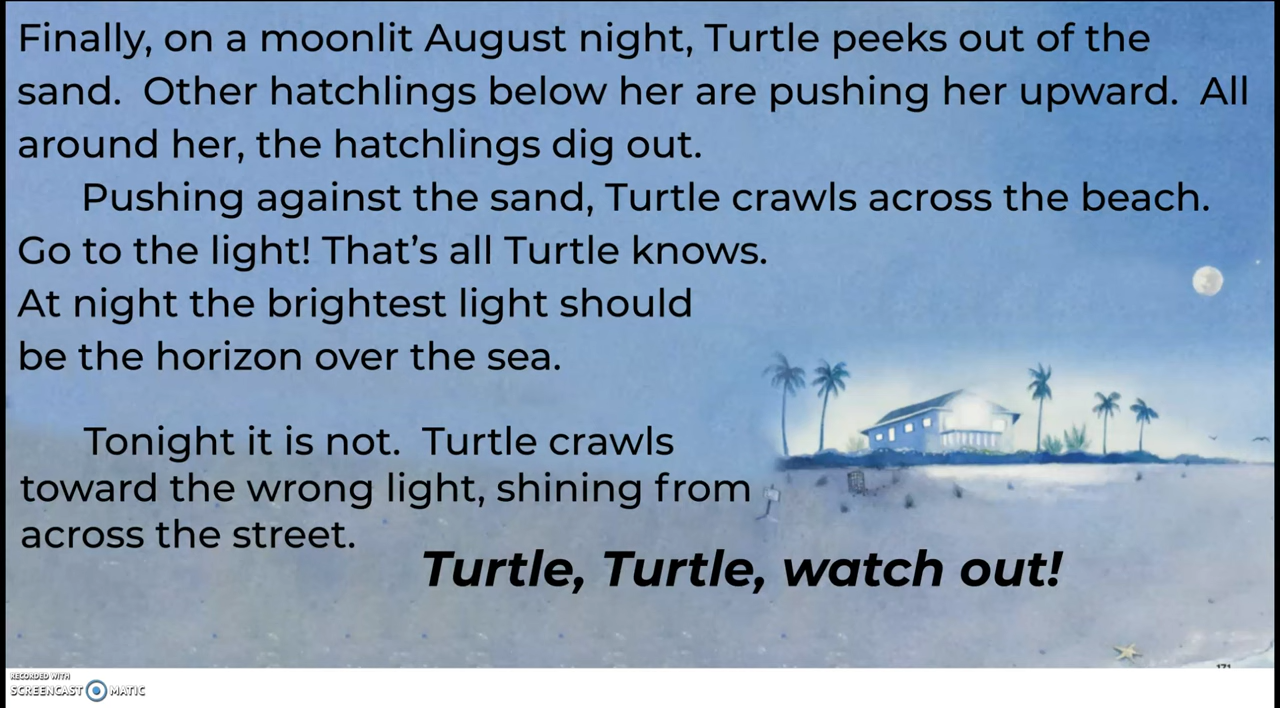 Finally, on a moonlit August night, Turtle peeks out of the
sand.  Other hatchlings below her are pushing her upward.  All
around her, the hatchlings dig out.
Pushing against the sand, Turtle crawls across the beach.
Go to the light! That’s all Turtle knows.
At night the brightest light should
be the horizon over the sea.
Tonight it is not.  Turtle crawls
toward the wrong light, shining from
across the street.
Turtle, Turtle, watch out!
171
RECORDED WITH
SCREENCAST MATIC